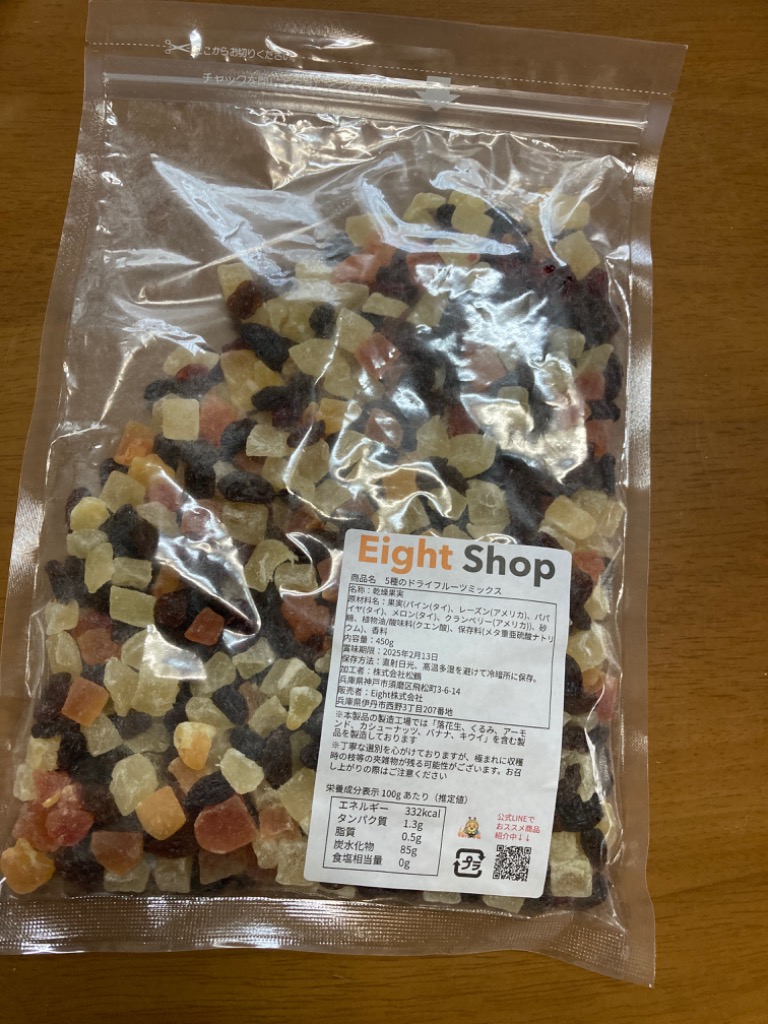 ここからお切りください
チャック
Eight Shop
商品名 5種のドライフルーツミックス
名称:乾燥果実
原材料名:果実(パイン(タイ)、レーズン(アメリカ)、パパ
イヤ(タイ)、メロン(タイ)、クランベリー(アメリカ))、砂
糖、植物油/酸味料(クエン酸)、保存料(メタ重亜硫酸ナトリ
ウム)、香料
内容量:450g
賞味期限:2025年2月13日
保存方法:直射日光、高温多湿を避けて冷暗所に保存。
加工者:株式会社松鶴
兵庫県神戸市須磨区飛松町3-6-14
販売者:Eight株式会社
兵庫県伊丹市西野3丁目207番地
※本製品の製造工場では「落花生、くるみ、アーモ
ンド、カシューナッツ、バナナ、キウイ」を含む製
品を製造しております
※丁寧な選別を心がけておりますが、極まれに収穫
時の枝等の夾雑物が残る可能性がございます。お召
し上がりの際はご注意ください
栄養成分表示 100g あたり(推定値)
エネルギー 332kcal
タンパク質 1.3g
脂質 0.5g
炭水化物 85g
食塩相当量 0g
プラ
公式LINEで
おススメ商品
紹介中↓↓